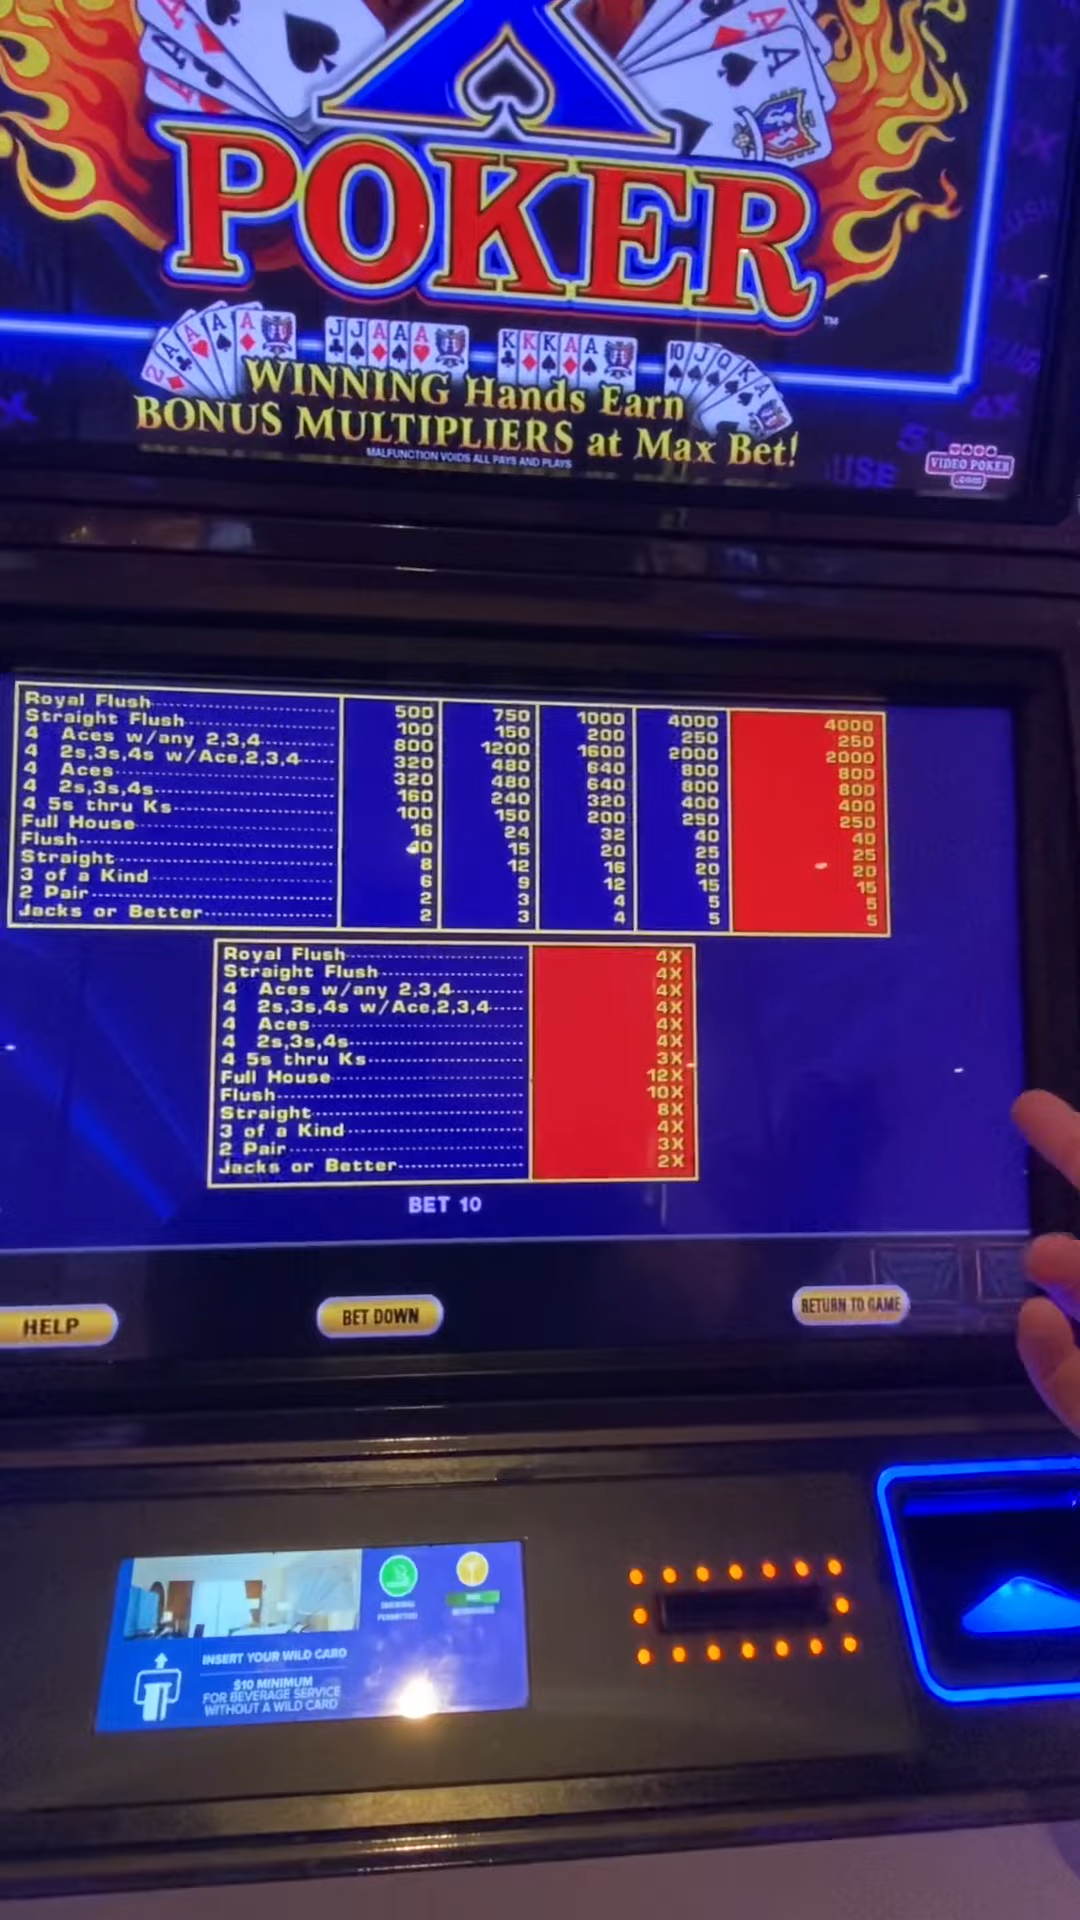 X
POKER
TM
WINNING Hands Earn
BONUS MULTIPLIERS at Max Bet!
MALFUNCTION VOIDS ALL PAYS AND PLAYS
VIDEO POKER
.com
Royal Flush 500 750 1000 4000 4000
Straight Flush 100 150 200 250 250
4 Aces w/any 2,3,4 800 1200 1600 2000 2000
4 2s,3s,4s w/Ace,2,3,4 320 480 640 800 800
4 Aces 320 480 640 800 800
4 2s,3s,4s 160 240 320 400 400
4 5s thru Ks 100 150 200 250 250
Full House 16 24 32 40 40
Flush 10 15 20 25 25
Straight 8 12 16 20 20
3 of a Kind 6 9 12 15 15
2 Pair 2 3 4 5 5
Jacks or Better 2 3 4 5 5
Royal Flush 4X
Straight Flush 4X
4 Aces w/any 2,3,4 4X
4 2s,3s,4s w/Ace,2,3,4 4X
4 Aces 4X
4 2s,3s,4s 4X
4 5s thru Ks 3X
Full House 12X
Flush 10X
Straight 8X
3 of a Kind 4X
2 Pair 3X
Jacks or Better 2X
BET 10
HELP
BET DOWN
RETURN TO GAME
INSERT YOUR WILD CARD
$10 MINIMUM
FOR BEVERAGE SERVICE
WITHOUT A WILD CARD